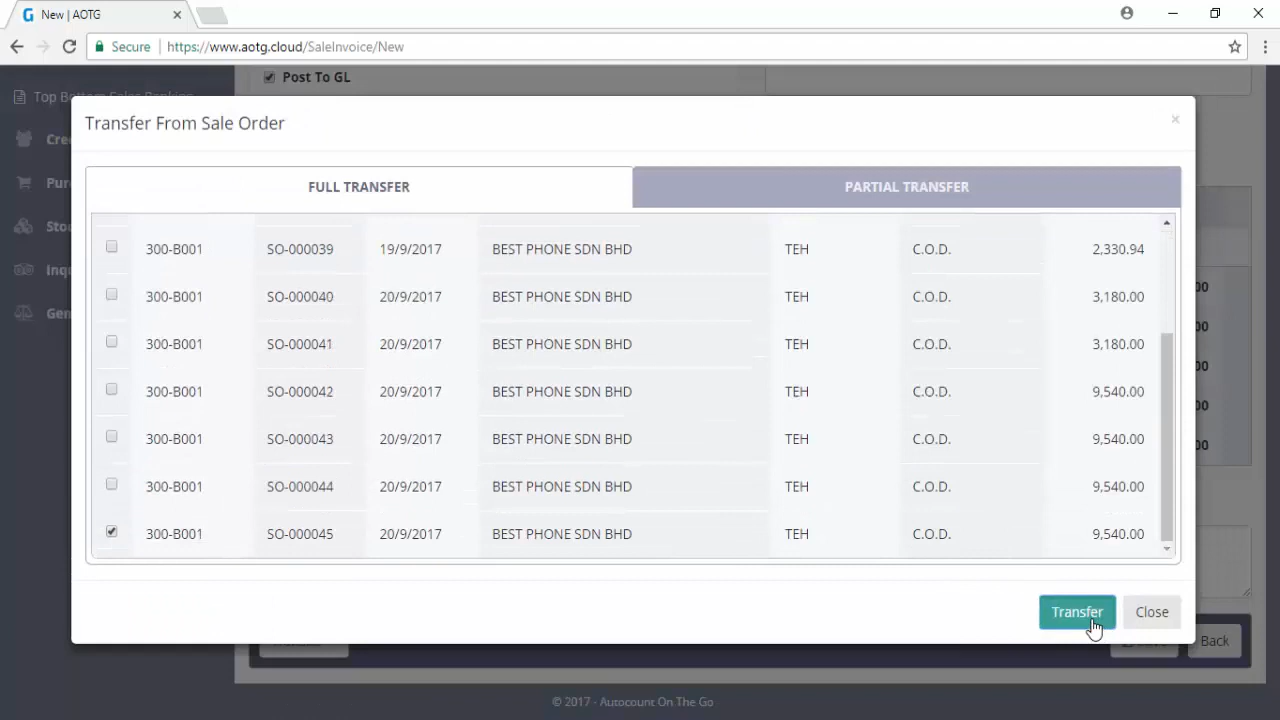 New | AOTG
Secure https://www.aotg.cloud/SaleInvoice/New
Post To GL
Top Bottom Sales Ranking
Transfer From Sale Order
FULL TRANSFER PARTIAL TRANSFER
300-B001 SO-000039 19/9/2017 BEST PHONE SDN BHD TEH C.O.D. 2,330.94
300-B001 SO-000040 20/9/2017 BEST PHONE SDN BHD TEH C.O.D. 3,180.00
300-B001 SO-000041 20/9/2017 BEST PHONE SDN BHD TEH C.O.D. 3,180.00
300-B001 SO-000042 20/9/2017 BEST PHONE SDN BHD TEH C.O.D. 9,540.00
300-B001 SO-000043 20/9/2017 BEST PHONE SDN BHD TEH C.O.D. 9,540.00
300-B001 SO-000044 20/9/2017 BEST PHONE SDN BHD TEH C.O.D. 9,540.00
300-B001 SO-000045 20/9/2017 BEST PHONE SDN BHD TEH C.O.D. 9,540.00
Transfer Close
Back
© 2017 - Autocount On The Go